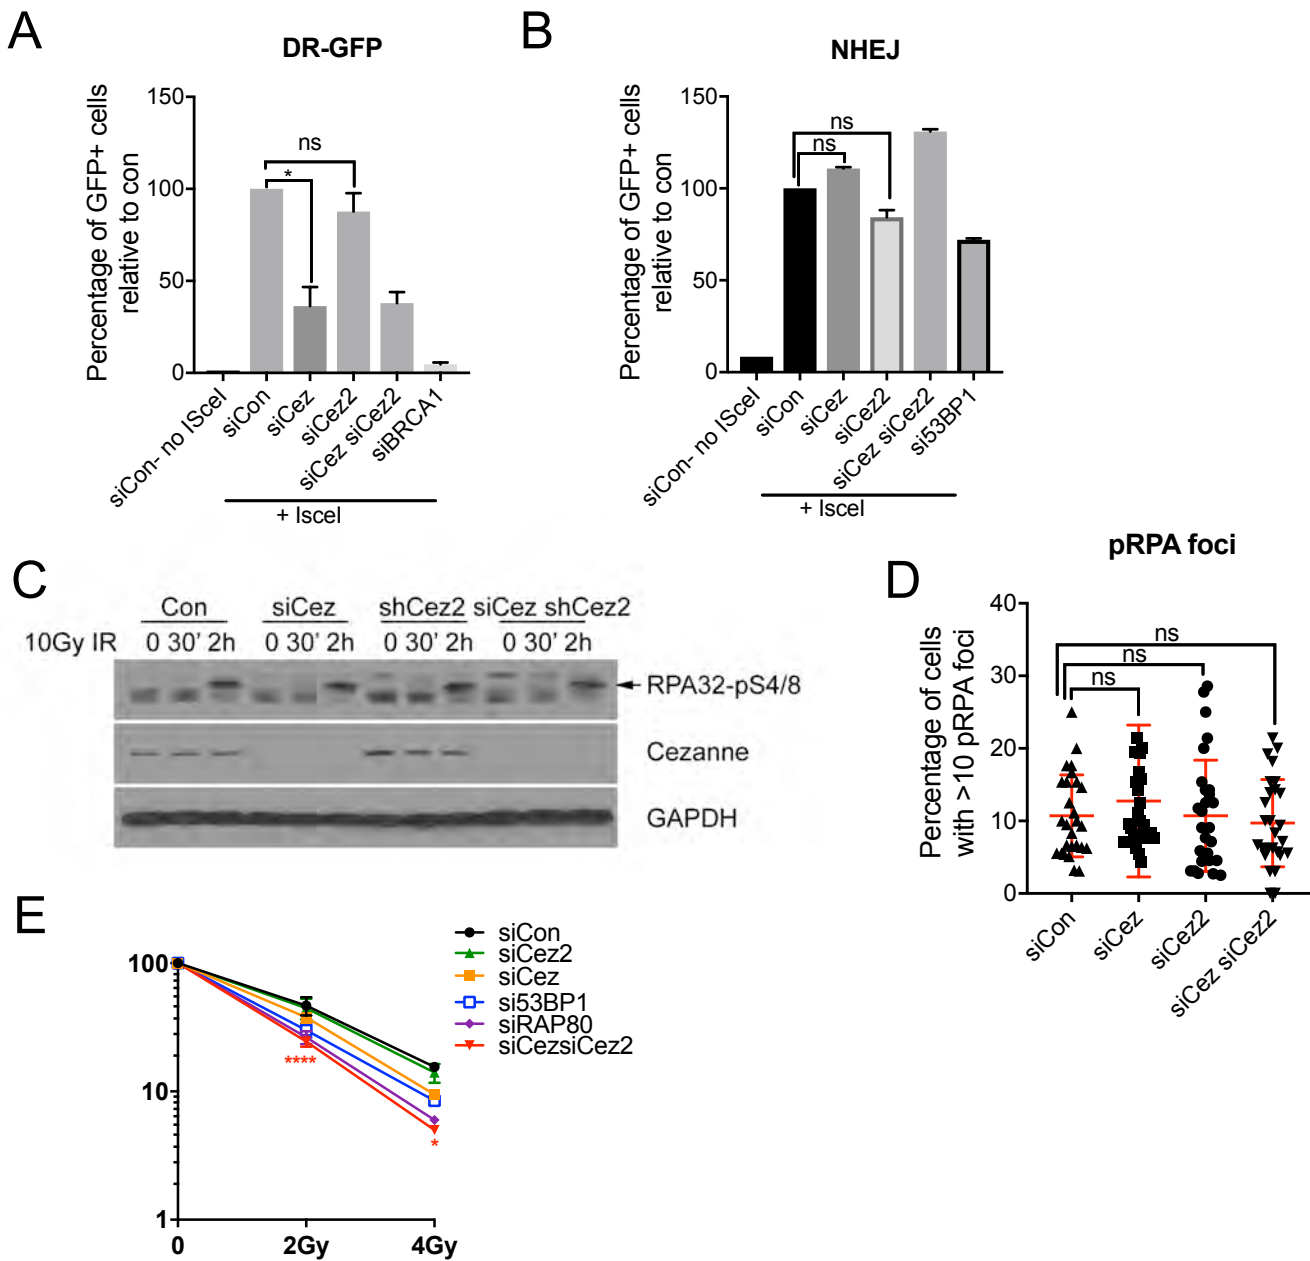 A
DR-GFP
Percentage of GFP+ cells
relative to con
150
100
50
0
ns
*
siCon- no IScel
siCon
siCez
siCez2
siCez siCez2
siBRCA1
+ Iscel
B
NHEJ
Percentage of GFP+ cells
relative to con
150
100
50
0
ns
ns
siCon- no IScel
siCon
siCez
siCez2
siCez siCez2
si53BP1
+ Iscel
C
Con siCez shCez2 siCez shCez2
10Gy IR 0 30' 2h 0 30' 2h 0 30' 2h 0 30' 2h
RPA32-pS4/8
Cezanne
GAPDH
D
pRPA foci
Percentage of cells
with >10 pRPA foci
40
30
20
10
0
ns
ns
ns
siCon
siCez
siCez2
siCez siCez2
E
100
10
1
0 2Gy 4Gy
****
*
siCon
siCez2
siCez
si53BP1
siRAP80
siCezsiCez2